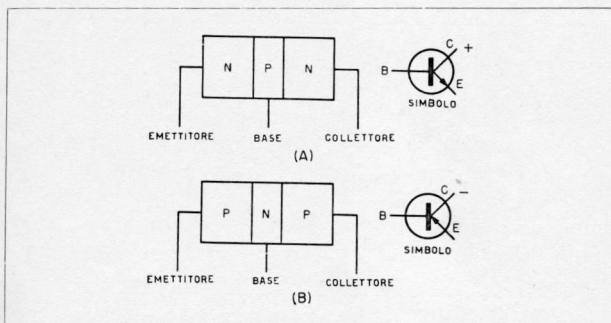 N P N
C +
B
E
SIMBOLO
EMETTITORE BASE COLLETTORE
(A)
P N P
C –
B
E
SIMBOLO
EMETTITORE BASE COLLETTORE
(B)